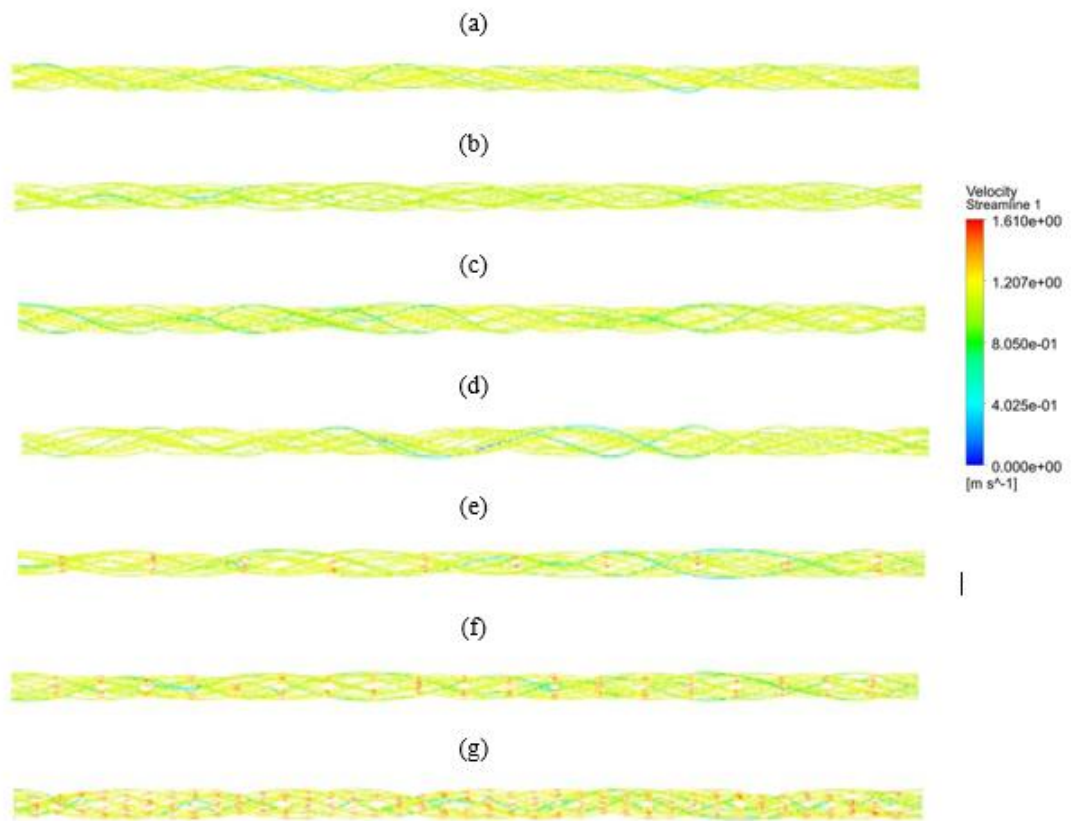 (a)
(b)
(c)
(d)
(e)
(f)
(g)
Velocity
Streamline 1
1.610e+00
1.207e+00
8.050e-01
4.025e-01
0.000e+00
[m s^-1]